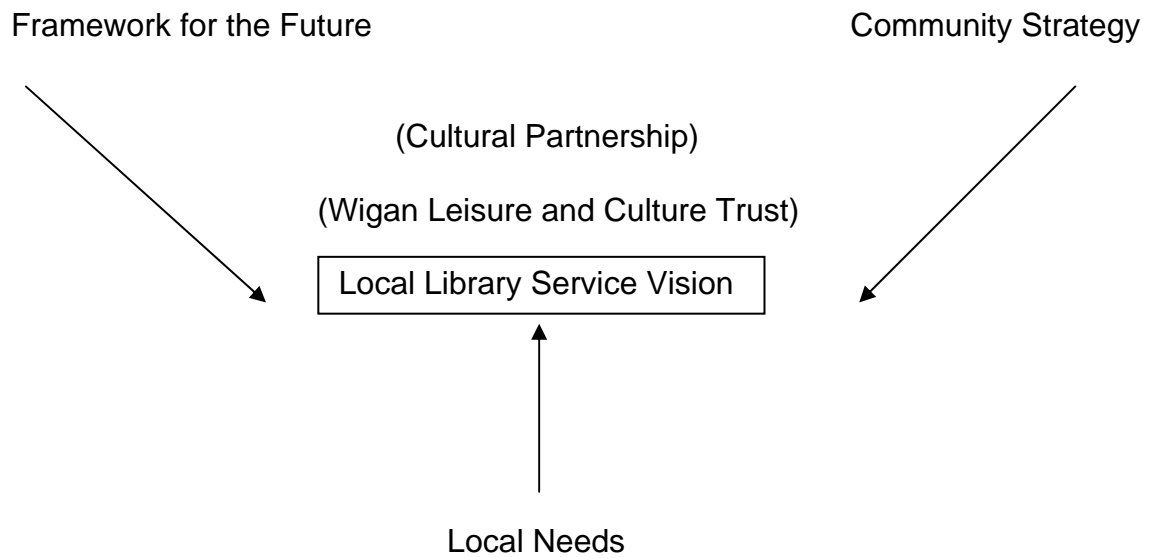 Framework for the Future
Community Strategy
(Cultural Partnership)
(Wigan Leisure and Culture Trust)
Local Library Service Vision
Local Needs